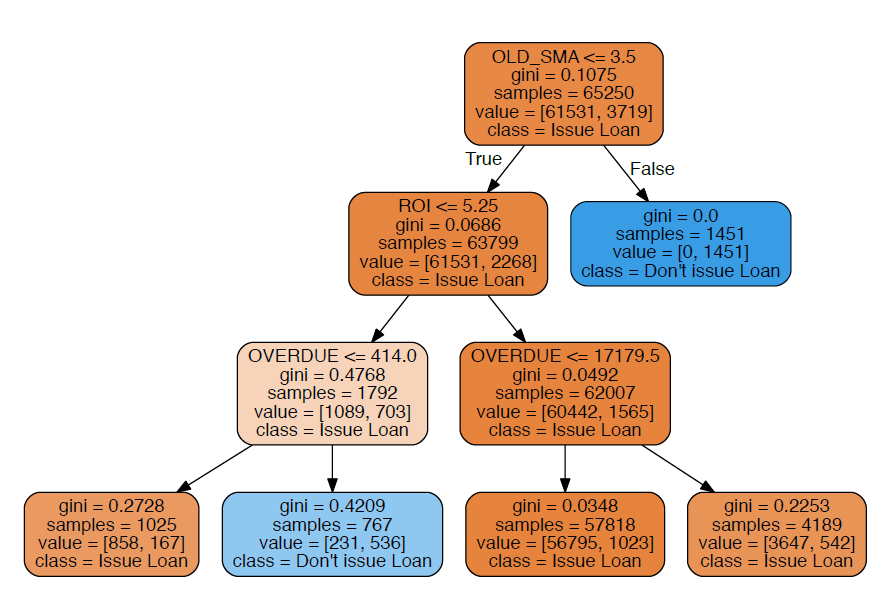 OLD_SMA <= 3.5
gini = 0.1075
samples = 65250
value = [61531, 3719]
class = Issue Loan
True
False
ROI <= 5.25
gini = 0.0686
samples = 63799
value = [61531, 2268]
class = Issue Loan
gini = 0.0
samples = 1451
value = [0, 1451]
class = Don't issue Loan
OVERDUE <= 414.0
gini = 0.4768
samples = 1792
value = [1089, 703]
class = Issue Loan
OVERDUE <= 17179.5
gini = 0.0492
samples = 62007
value = [60442, 1565]
class = Issue Loan
gini = 0.2728
samples = 1025
value = [858, 167]
class = Issue Loan
gini = 0.4209
samples = 767
value = [231, 536]
class = Don't issue Loan
gini = 0.0348
samples = 57818
value = [56795, 1023]
class = Issue Loan
gini = 0.2253
samples = 4189
value = [3647, 542]
class = Issue Loan